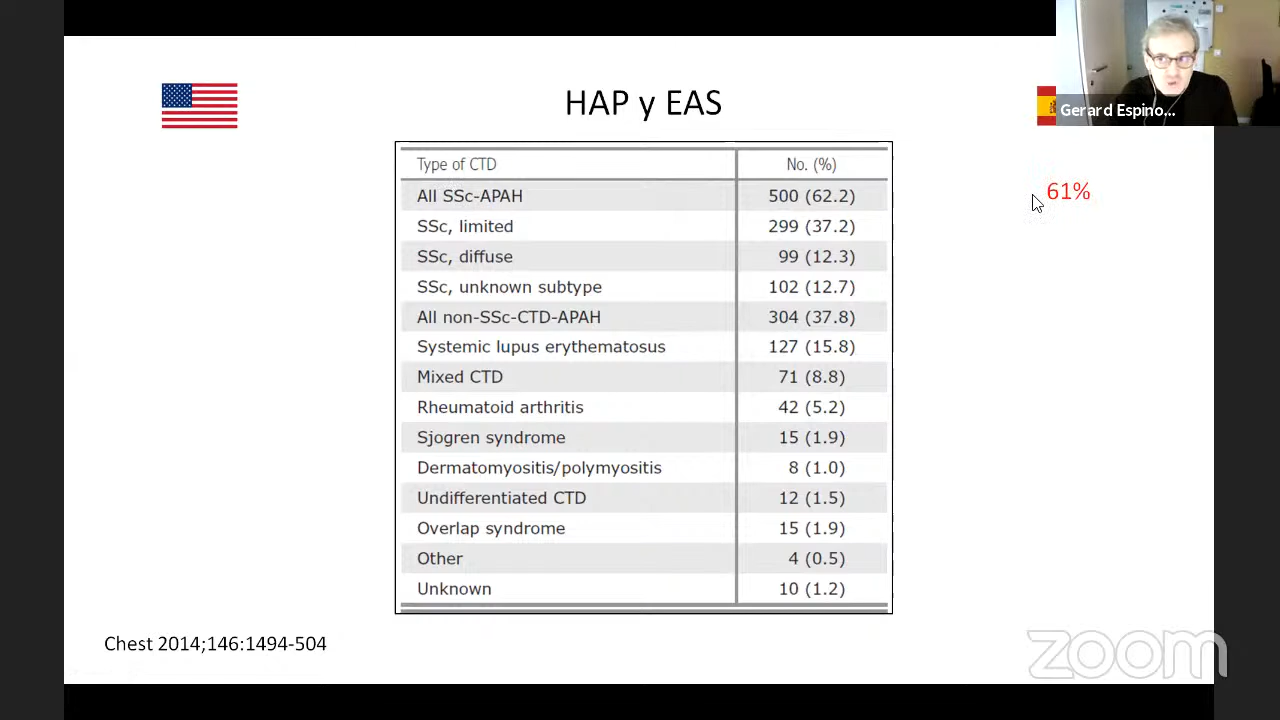 HAP y EAS
Gerard Espino...
Type of CTD No. (%)
All SSc-APAH 500 (62.2)
61%
SSc, limited 299 (37.2)
SSc, diffuse 99 (12.3)
SSc, unknown subtype 102 (12.7)
All non-SSc-CTD-APAH 304 (37.8)
Systemic lupus erythematosus 127 (15.8)
Mixed CTD 71 (8.8)
Rheumatoid arthritis 42 (5.2)
Sjogren syndrome 15 (1.9)
Dermatomyositis/polymyositis 8 (1.0)
Undifferentiated CTD 12 (1.5)
Overlap syndrome 15 (1.9)
Other 4 (0.5)
Unknown 10 (1.2)
Chest 2014;146:1494-504
zoom